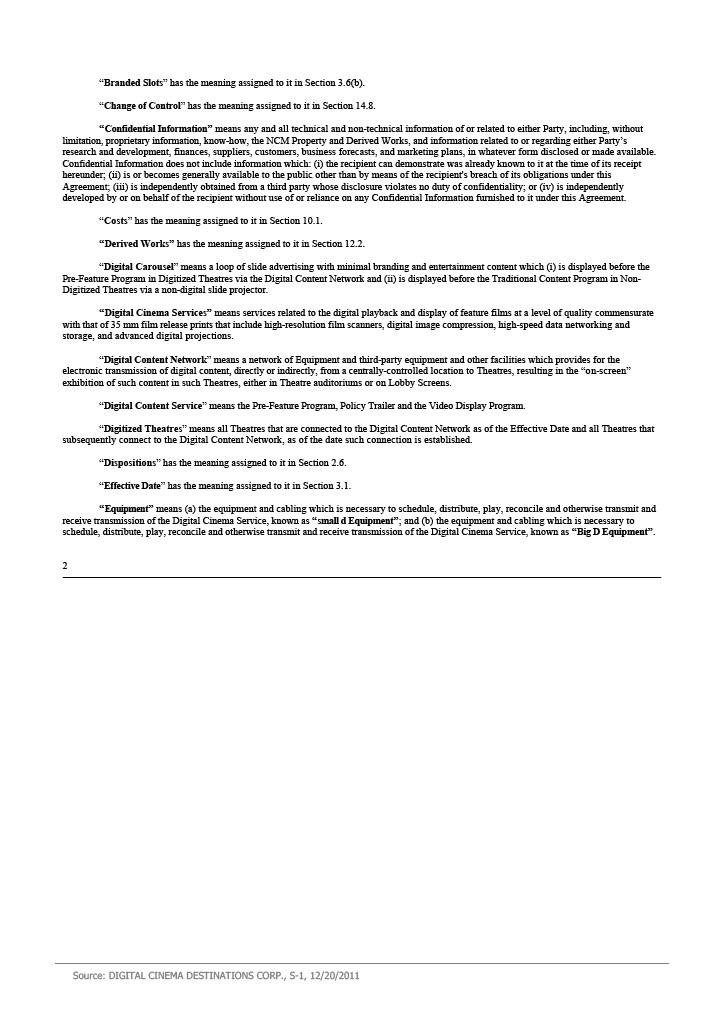 “Branded Slots” has the meaning assigned to it in Section 3.6(b).
“Change of Control” has the meaning assigned to it in Section 14.8.
“Confidential Information” means any and all technical and non-technical information of or related to either Party, including, without
limitation, proprietary information, know-how, the NCM Property and Derived Works, and information related to or regarding either Party’s
research and development, finances, suppliers, customers, business forecasts, and marketing plans, in whatever form disclosed or made available.
Confidential Information does not include information which: (i) the recipient can demonstrate was already known to it at the time of its receipt
hereunder; (ii) is or becomes generally available to the public other than by means of the recipient's breach of its obligations under this
Agreement; (iii) is independently obtained from a third party whose disclosure violates no duty of confidentiality; or (iv) is independently
developed by or on behalf of the recipient without use of or reliance on any Confidential Information furnished to it under this Agreement.
“Costs” has the meaning assigned to it in Section 10.1.
“Derived Works” has the meaning assigned to it in Section 12.2.
“Digital Carousel” means a loop of slide advertising with minimal branding and entertainment content which (i) is displayed before the
Pre-Feature Program in Digitized Theatres via the Digital Content Network and (ii) is displayed before the Traditional Content Program in Non-
Digitized Theatres via a non-digital slide projector.
“Digital Cinema Services” means services related to the digital playback and display of feature films at a level of quality commensurate
with that of 35 mm film release prints that include high-resolution film scanners, digital image compression, high-speed data networking and
storage, and advanced digital projections.
“Digital Content Network” means a network of Equipment and third-party equipment and other facilities which provides for the
electronic transmission of digital content, directly or indirectly, from a centrally-controlled location to Theatres, resulting in the “on-screen”
exhibition of such content in such Theatres, either in Theatre auditoriums or on Lobby Screens.
“Digital Content Service” means the Pre-Feature Program, Policy Trailer and the Video Display Program.
“Digitized Theatres” means all Theatres that are connected to the Digital Content Network as of the Effective Date and all Theatres that
subsequently connect to the Digital Content Network, as of the date such connection is established.
“Dispositions” has the meaning assigned to it in Section 2.6.
“Effective Date” has the meaning assigned to it in Section 3.1.
“Equipment” means (a) the equipment and cabling which is necessary to schedule, distribute, play, reconcile and otherwise transmit and
receive transmission of the Digital Cinema Service, known as “small d Equipment”; and (b) the equipment and cabling which is necessary to
schedule, distribute, play, reconcile and otherwise transmit and receive transmission of the Digital Cinema Service, known as “Big D Equipment”.
2
Source: DIGITAL CINEMA DESTINATIONS CORP., S-1, 12/20/2011